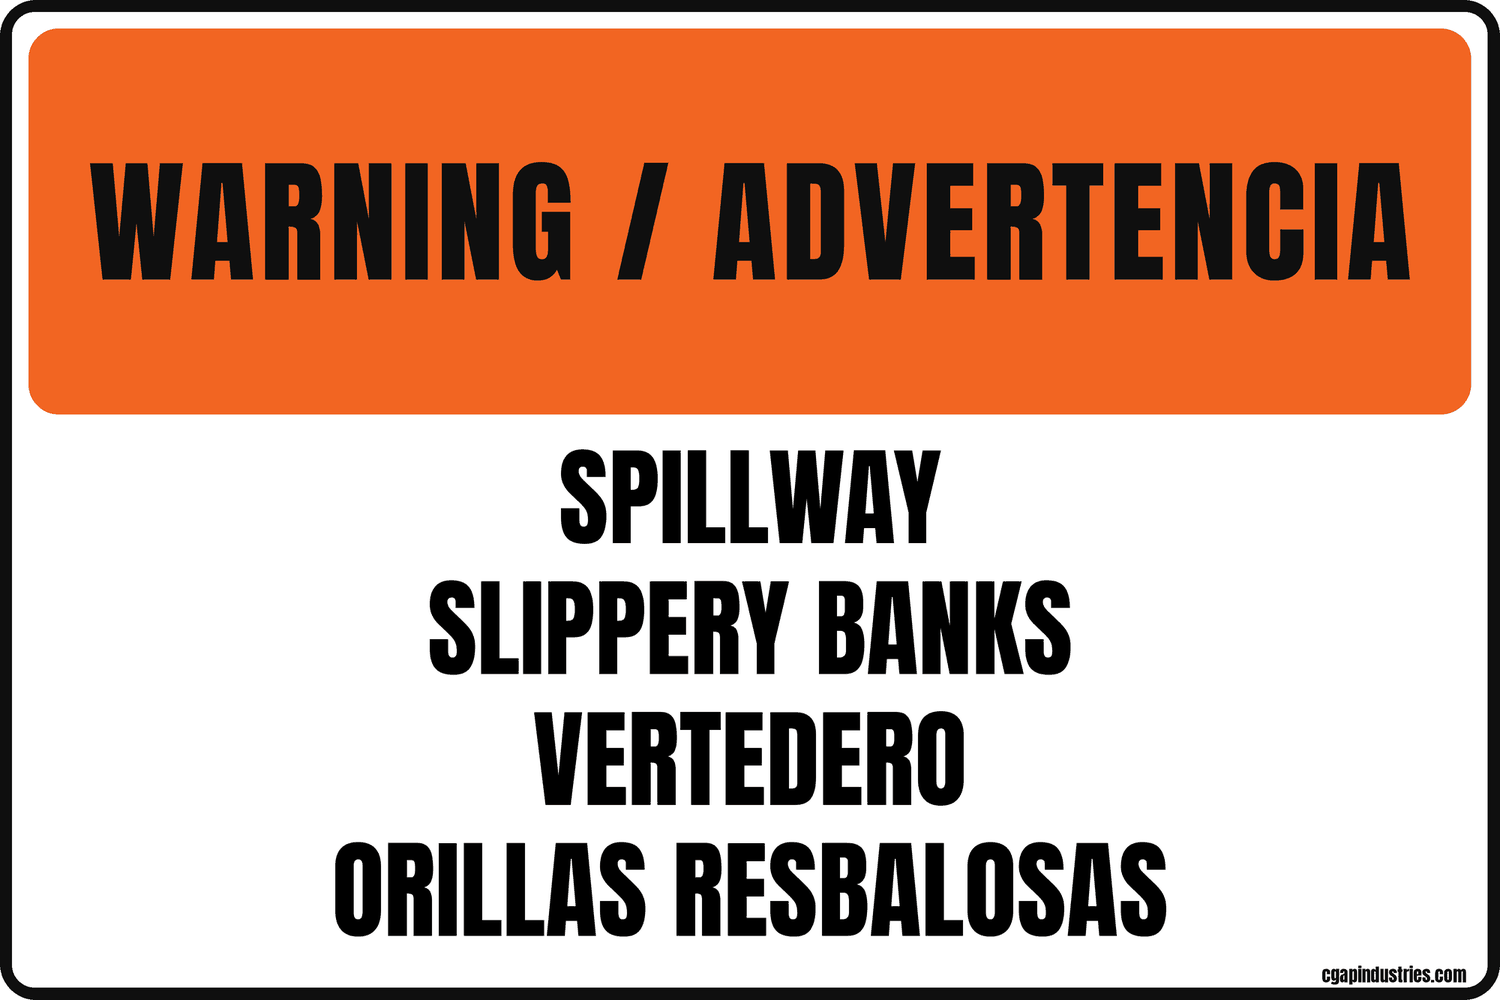 WARNING / ADVERTENCIA
SPILLWAY
SLIPPERY BANKS
VERTEDERO
ORILLAS RESBALOSAS
cgapindustries.com